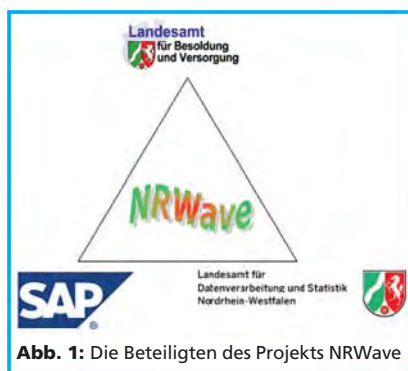 Landesamt
für Besoldung
und Versorgung
NRWave
SAP
®
Landesamt für
Datenverarbeitung und Statistik
Nordrhein-Westfalen
Abb. 1: Die Beteiligten des Projekts NRWave